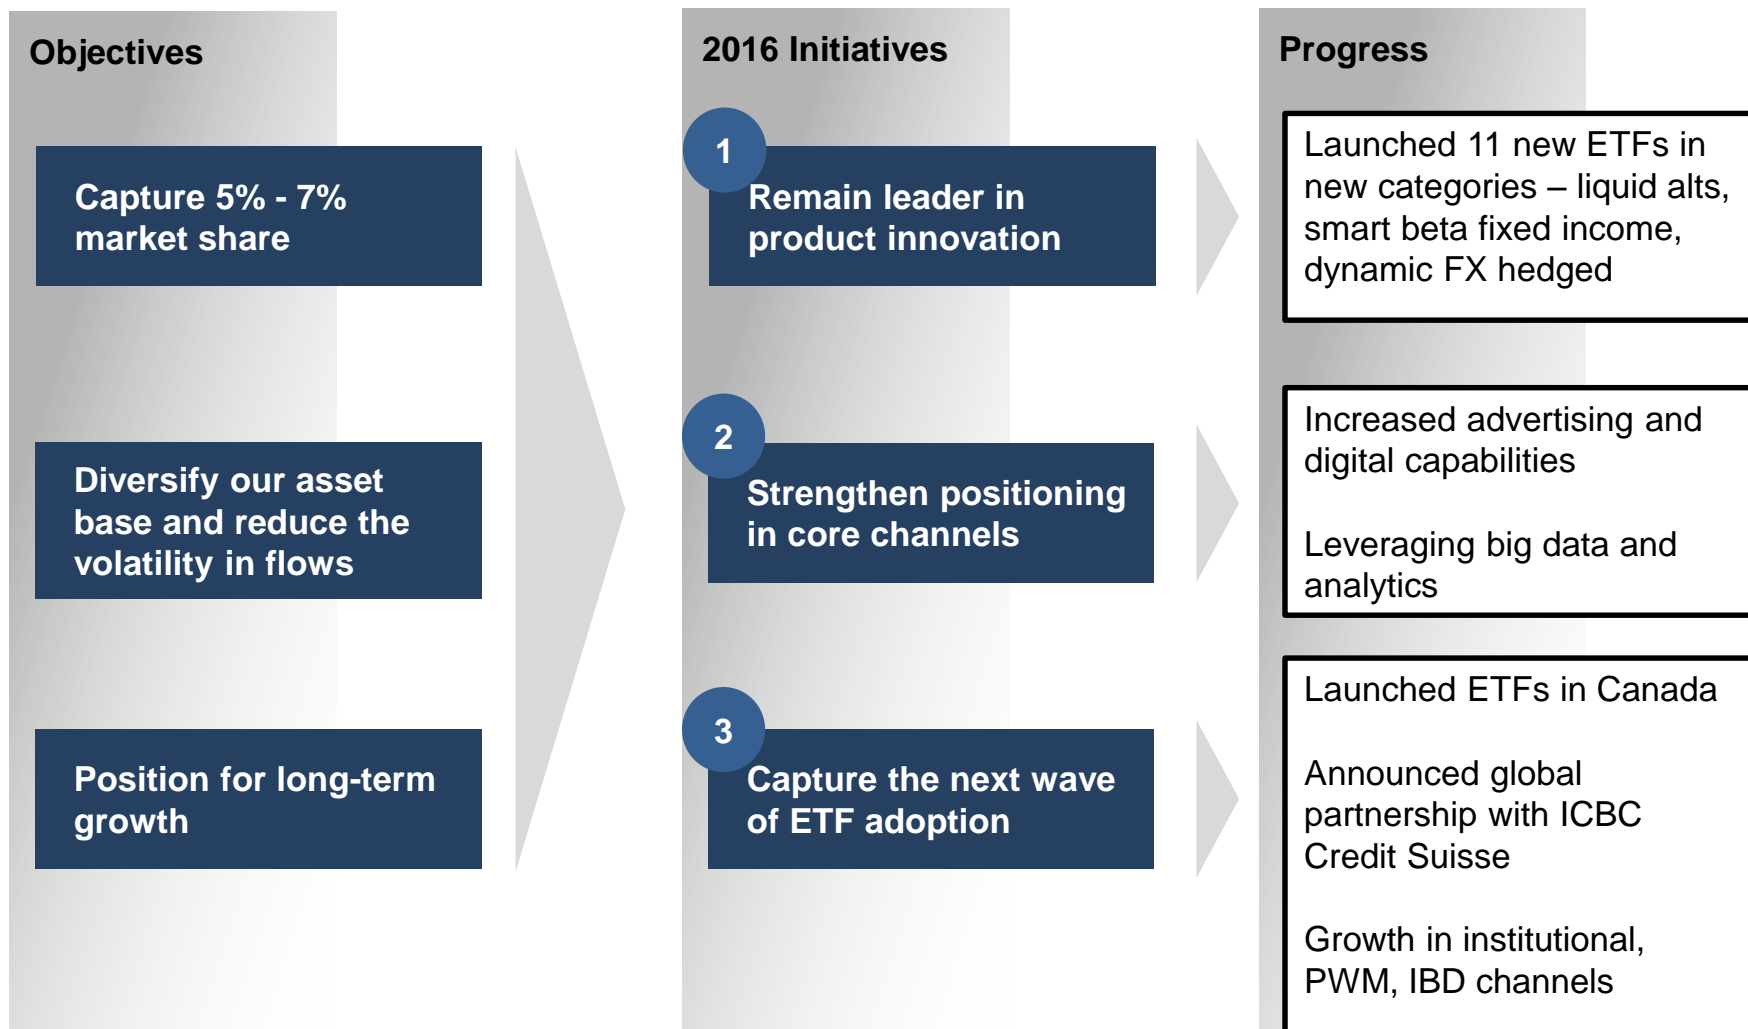 Objectives
Capture 5% - 7%
market share
Diversify our asset
base and reduce the
volatility in flows
Position for long-term
growth
2016 Initiatives
1
Remain leader in
product innovation
2
Strengthen positioning
in core channels
3
Capture the next wave
of ETF adoption
Progress
Launched 11 new ETFs in
new categories – liquid alts,
smart beta fixed income,
dynamic FX hedged
Increased advertising and
digital capabilities
Leveraging big data and
analytics
Launched ETFs in Canada
Announced global
partnership with ICBC
Credit Suisse
Growth in institutional,
PWM, IBD channels